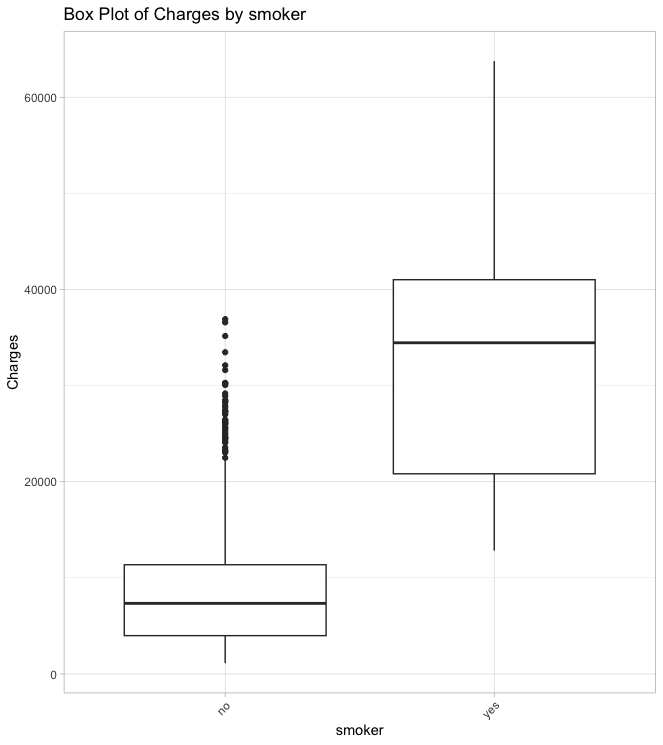 Box Plot of Charges by smoker
60000
40000
20000
0
Charges
no
yes
smoker